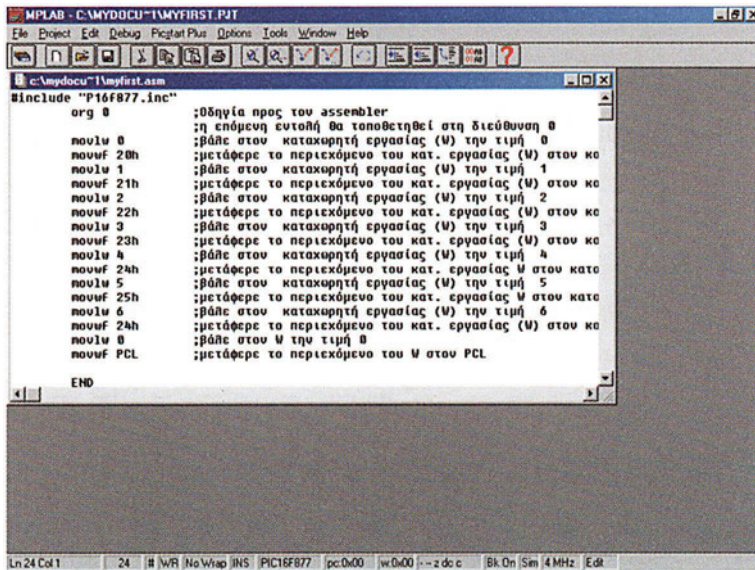 MPLAB - C:\MYDOCU~1\MYFIRST.PJT
File Project Edit Debug Picstart Plus Options Tools Window Help
c:\mydocu~1\myfirst.asm
#include "P16F877.inc"
org 0 ;Οδηγία προς τον assembler
;η επόμενη εντολή θα τοποθετηθεί στη διεύθυνση 0
movlw 0 ;βάλε στον καταχωρητή εργασίας (W) την τιμή 0
movwf 20h ;μετάφερε το περιεχόμενο του κατ. εργασίας (W) στον κα
movlw 1 ;βάλε στον καταχωρητή εργασίας (W) την τιμή 1
movwf 21h ;μετάφερε το περιεχόμενο του κατ. εργασίας (W) στον κα
movlw 2 ;βάλε στον καταχωρητή εργασίας (W) την τιμή 2
movwf 22h ;μετάφερε το περιεχόμενο του κατ. εργασίας (W) στον κα
movlw 3 ;βάλε στον καταχωρητή εργασίας (W) την τιμή 3
movwf 23h ;μετάφερε το περιεχόμενο του κατ. εργασίας (W) στον κα
movlw 4 ;βάλε στον καταχωρητή εργασίας (W) την τιμή 4
movwf 24h ;μετάφερε το περιεχόμενο του κατ. εργασίας W στον κατα
movlw 5 ;βάλε στον καταχωρητή εργασίας (W) την τιμή 5
movwf 25h ;μετάφερε το περιεχόμενο του κατ. εργασίας W στον κατα
movlw 6 ;βάλε στον καταχωρητή εργασίας (W) την τιμή 6
movwf 24h ;μετάφερε το περιεχόμενο του κατ. εργασίας (W) στον κα
movlw 0 ;βάλε στον W την τιμή 0
movwf PCL ;μετάφερε το περιεχόμενο του W στον PCL
END
Ln 24 Col 1 24 # WR No Wrap INS PIC16F877 pc:0x00 w:0x00 -- z dc c Bk On Sim 4 MHz Edit